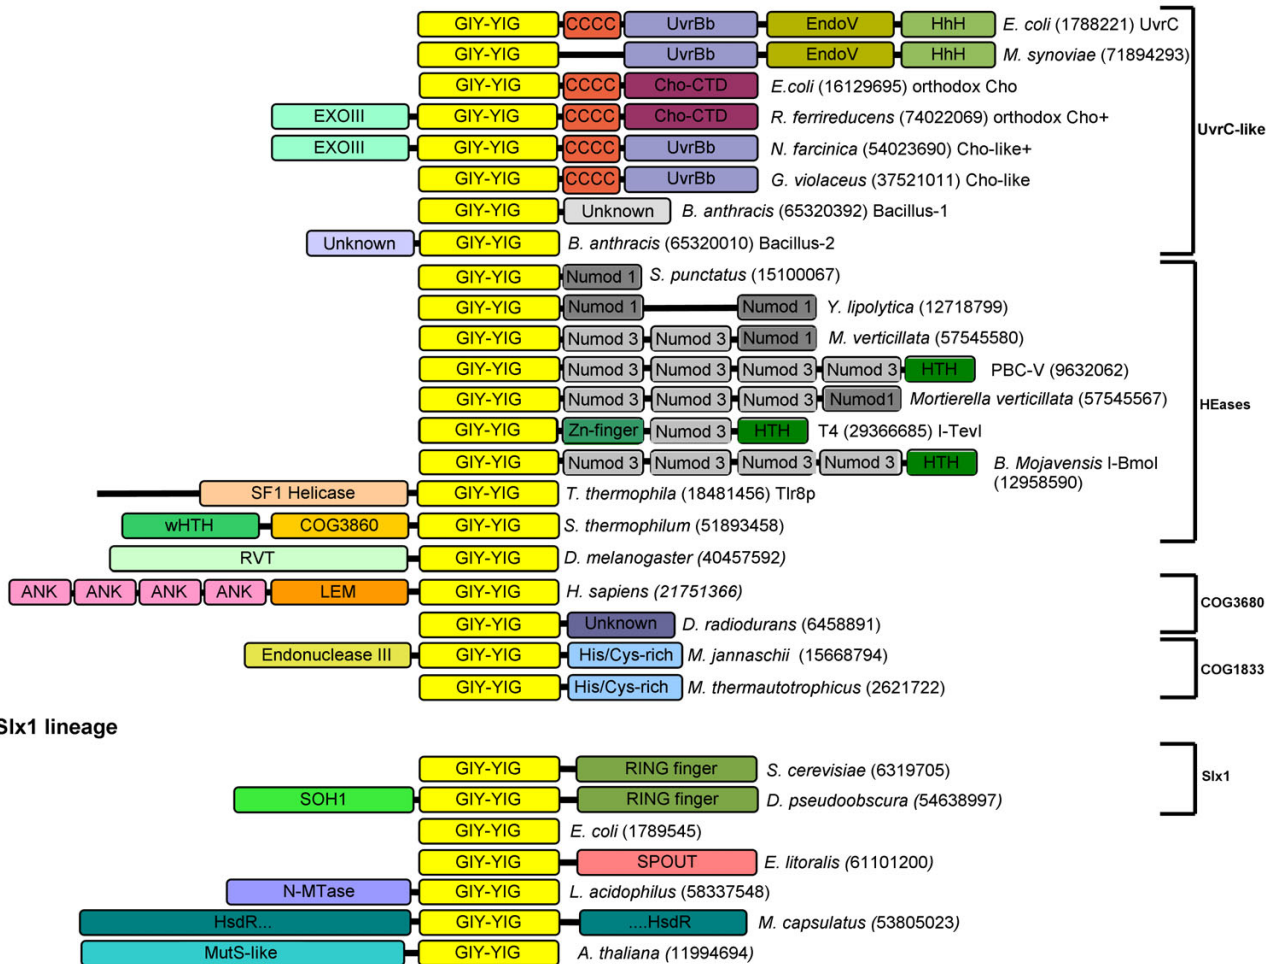 GIY-YIG CCCC UvrBb EndoV HhH E. coli (1788221) UvrC
GIY-YIG UvrBb EndoV HhH M. synoviae (71894293)
GIY-YIG CCCC Cho-CTD E.coli (16129695) orthodox Cho
EXOIII GIY-YIG CCCC Cho-CTD R. ferrireducens (74022069) orthodox Cho+
UvrC-like
EXOIII GIY-YIG CCCC UvrBb N. farcinica (54023690) Cho-like+
GIY-YIG CCCC UvrBb G. violaceus (37521011) Cho-like
GIY-YIG Unknown B. anthracis (65320392) Bacillus-1
Unknown GIY-YIG B. anthracis (65320010) Bacillus-2
GIY-YIG Numod 1 S. punctatus (15100067)
GIY-YIG Numod 1 Numod 1 Y. lipolytica (12718799)
GIY-YIG Numod 3 Numod 3 Numod 1 M. verticillata (57545580)
GIY-YIG Numod 3 Numod 3 Numod 3 Numod 3 HTH PBC-V (9632062)
GIY-YIG Numod 3 Numod 3 Numod 3 Numod1 Mortierella verticillata (57545567)
HEases
GIY-YIG Zn-finger Numod 3 HTH T4 (29366685) I-TevI
GIY-YIG Numod 3 Numod 3 Numod 3 Numod 3 HTH B. Mojavensis I-BmoI
(12958590)
SF1 Helicase GIY-YIG T. thermophila (18481456) Tlr8p
wHTH COG3860 GIY-YIG S. thermophilum (51893458)
RVT GIY-YIG D. melanogaster (40457592)
ANK ANK ANK ANK LEM GIY-YIG H. sapiens (21751366)
COG3680
GIY-YIG Unknown D. radiodurans (6458891)
Endonuclease III GIY-YIG His/Cys-rich M. jannaschii (15668794)
COG1833
GIY-YIG His/Cys-rich M. thermautotrophicus (2621722)
Slx1 lineage
GIY-YIG RING finger S. cerevisiae (6319705)
Slx1
SOH1 GIY-YIG RING finger D. pseudoobscura (54638997)
GIY-YIG E. coli (1789545)
GIY-YIG SPOUT E. litoralis (61101200)
N-MTase GIY-YIG L. acidophilus (58337548)
HsdR... GIY-YIG ....HsdR M. capsulatus (53805023)
MutS-like GIY-YIG A. thaliana (11994694)